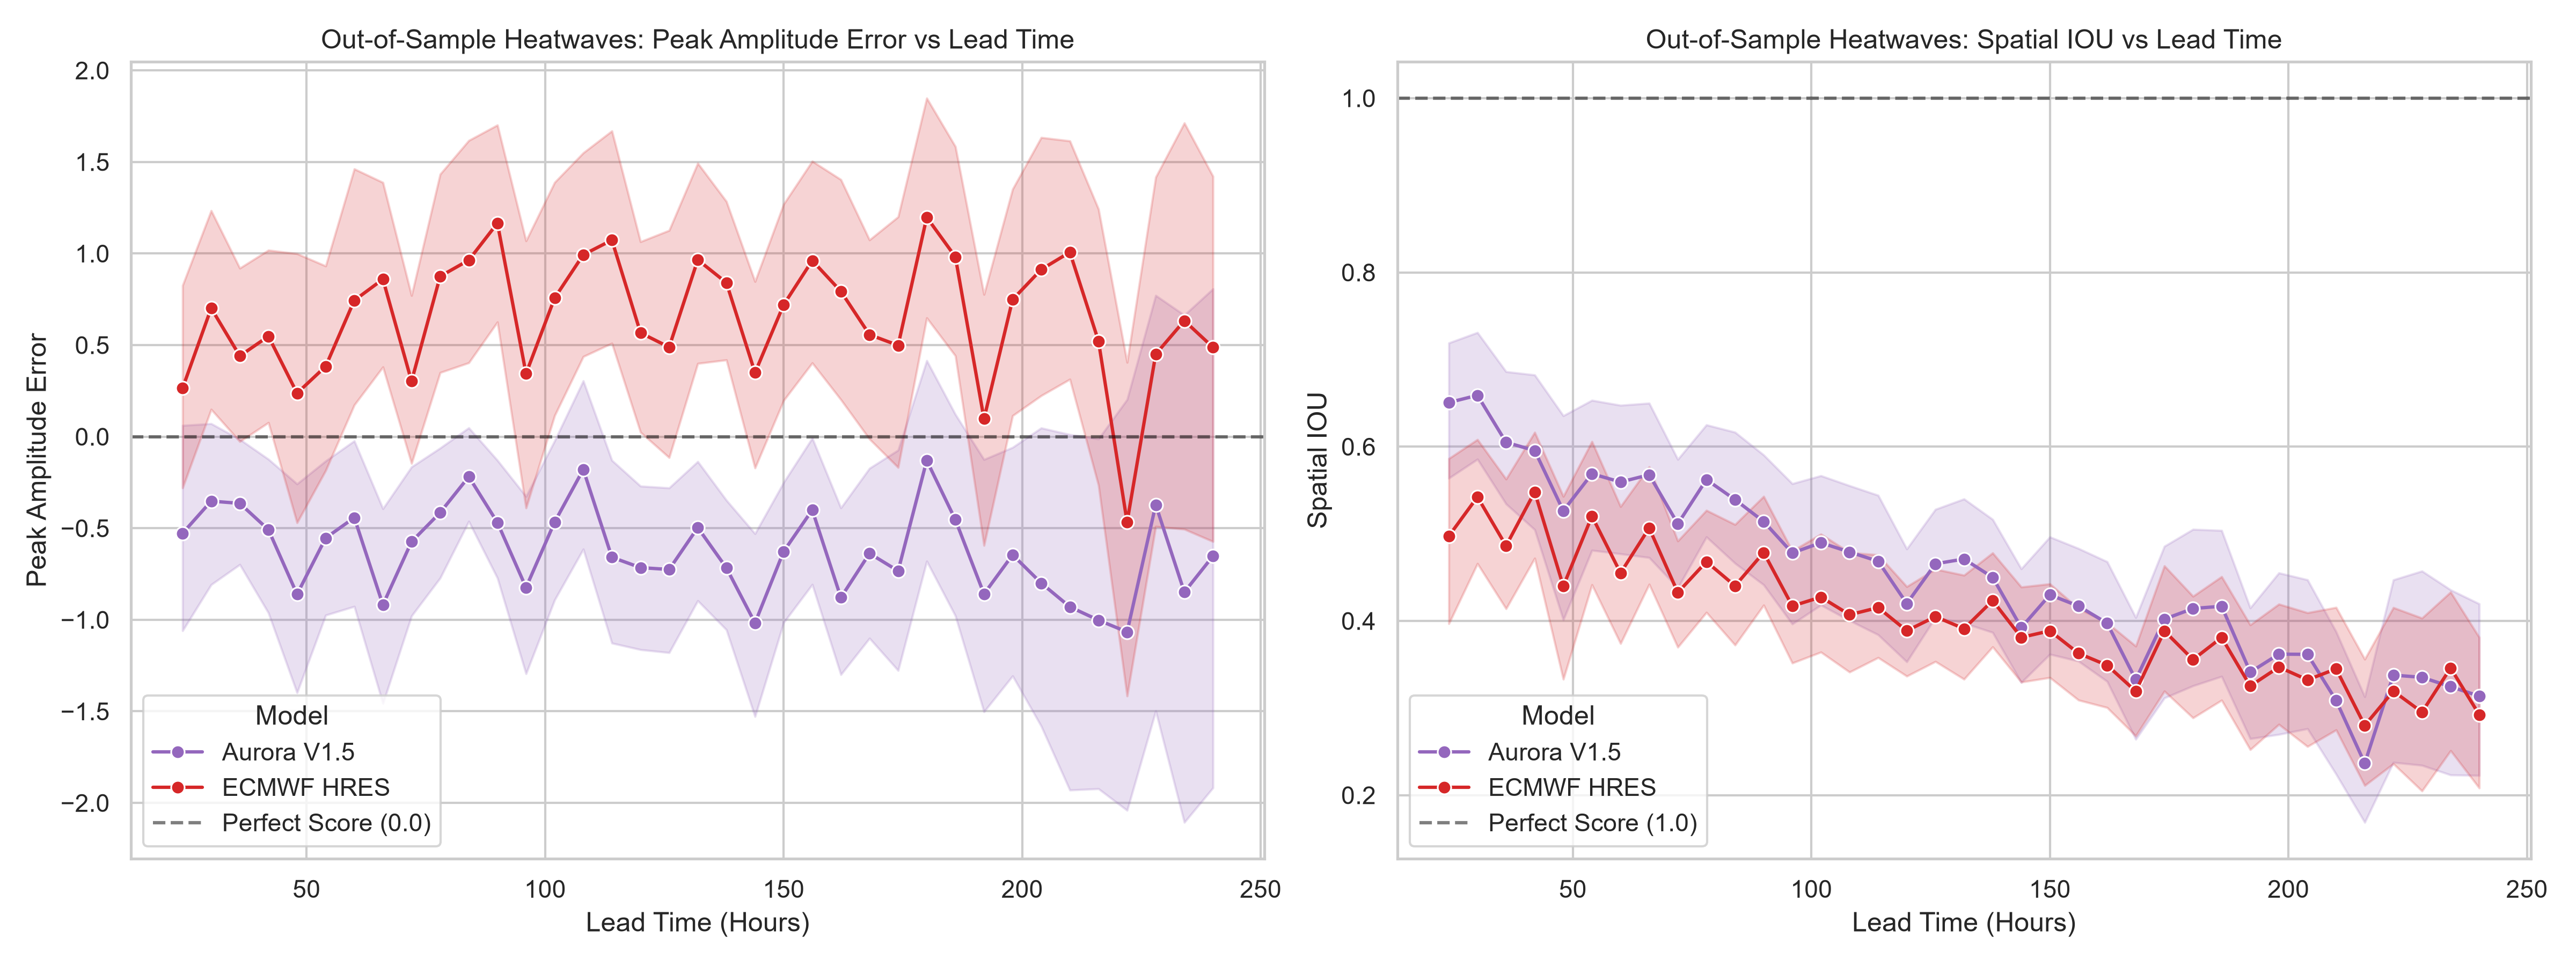 Out-of-Sample Heatwaves: Peak Amplitude Error vs Lead Time
Peak Amplitude Error
2.0
1.5
1.0
0.5
0.0
−0.5
−1.0
−1.5
−2.0
Model
Aurora V1.5
ECMWF HRES
Perfect Score (0.0)
50
100
150
200
250
Lead Time (Hours)
Out-of-Sample Heatwaves: Spatial IOU vs Lead Time
Spatial IOU
1.0
0.8
0.6
0.4
0.2
Model
Aurora V1.5
ECMWF HRES
Perfect Score (1.0)
50
100
150
200
250
Lead Time (Hours)